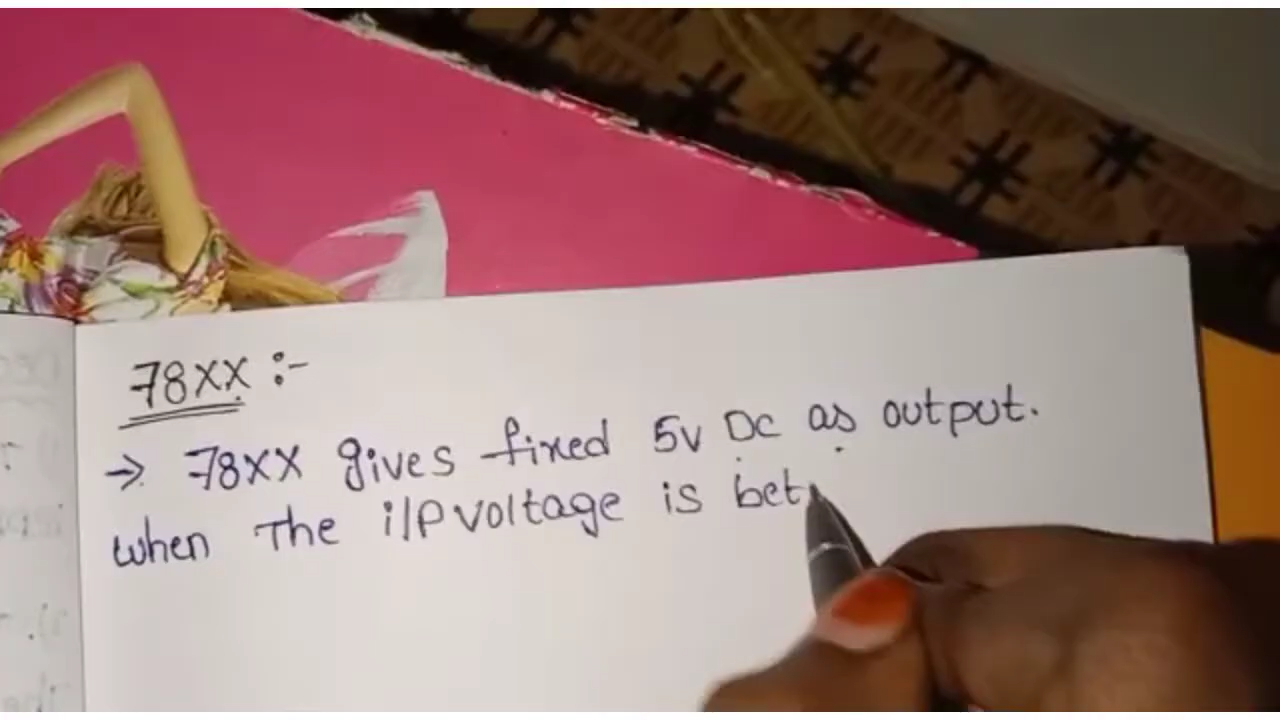 78XX :-
→ 78XX gives fixed 5v Dc as output.
when The i/p voltage is bet